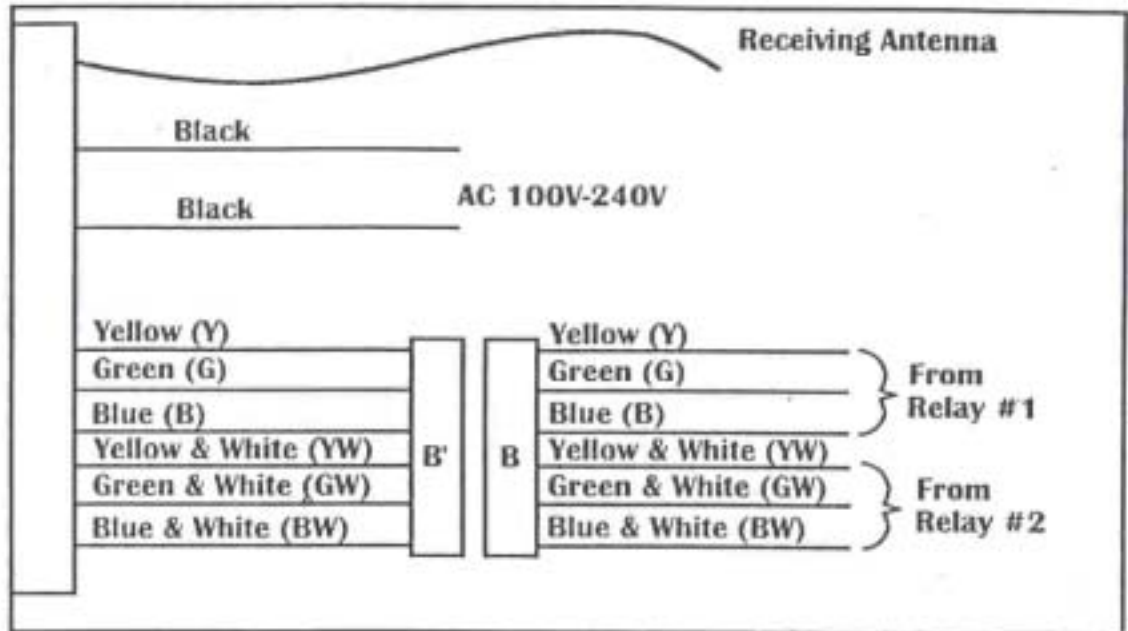 Receiving Antenna
Black
AC 100V-240V
Black
Yellow (Y)
Green (G)
Blue (B)
Yellow & White (YW)
Green & White (GW)
Blue & White (BW)
B'
B
Yellow (Y)
Green (G)
Blue (B)
Yellow & White (YW)
Green & White (GW)
Blue & White (BW)
From
Relay #1
From
Relay #2